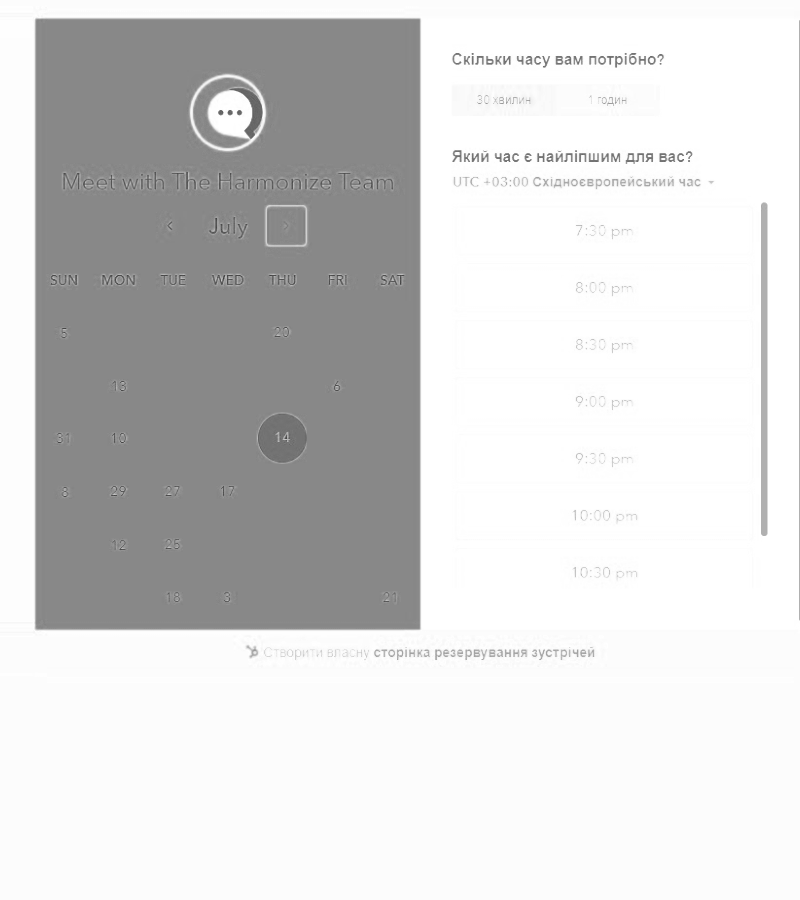 Скільки часу вам потрібно?
30 хвилин 1 годин
Meet with The Harmonize Team
July
SUN MON TUE WED THU FRI SAT
5 20
13 6
31 10 14
8 29 27 17
12 25
18 3 21
Який час є найліпшим для вас?
UTC +03:00 Східноєвропейський час
7:30 pm
8:00 pm
8:30 pm
9:00 pm
9:30 pm
10:00 pm
10:30 pm
Створити власну сторінка резервування зустрічей